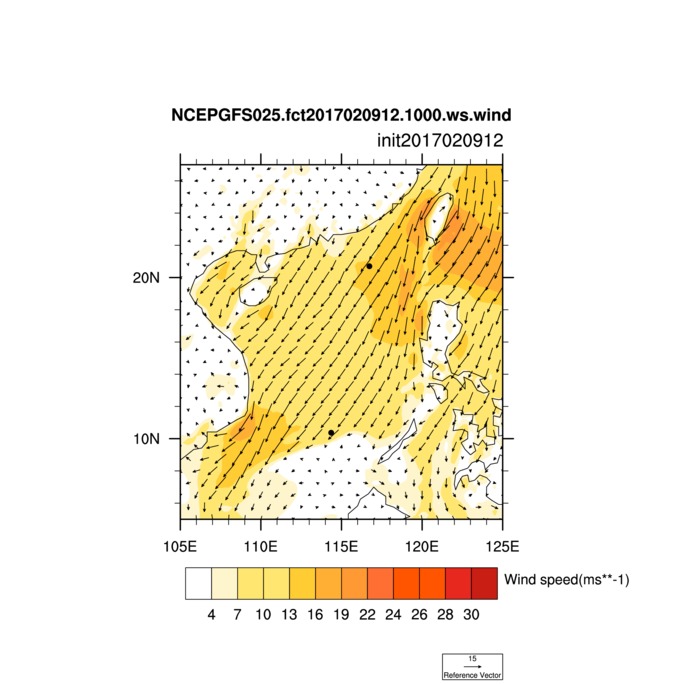 NCEPGFS025.fct2017020912.1000.ws.wind
init2017020912
20N
10N
105E 110E 115E 120E 125E
Wind speed(ms**-1)
4 7 10 13 16 19 22 24 26 28 30
15
Reference Vector